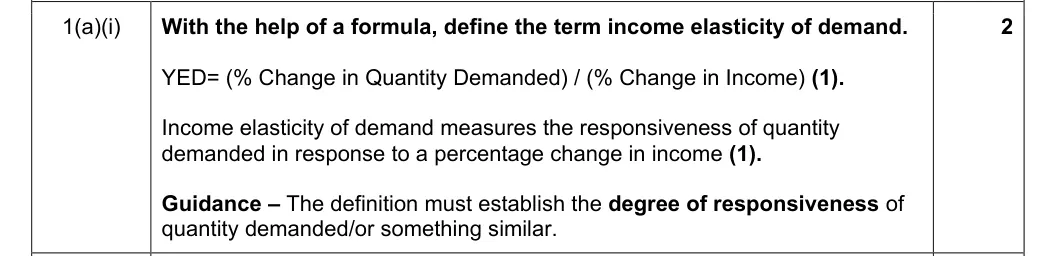 1(a)(i) With the help of a formula, define the term income elasticity of demand. 2
YED= (% Change in Quantity Demanded) / (% Change in Income) (1).
Income elasticity of demand measures the responsiveness of quantity
demanded in response to a percentage change in income (1).
Guidance – The definition must establish the degree of responsiveness of
quantity demanded/or something similar.